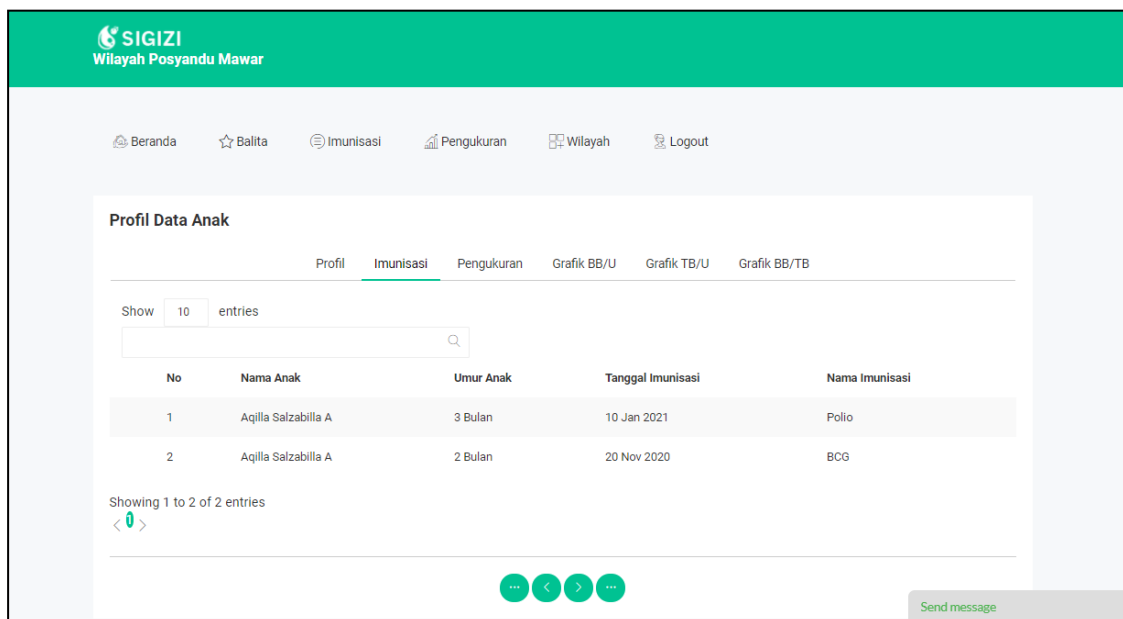 SIGIZI
Wilayah Posyandu Mawar
Beranda Balita Imunisasi Pengukuran Wilayah Logout
Profil Data Anak
Profil Imunisasi Pengukuran Grafik BB/U Grafik TB/U Grafik BB/TB
Show 10 entries
No Nama Anak Umur Anak Tanggal Imunisasi Nama Imunisasi
1 Aqilla Salzabilla A 3 Bulan 10 Jan 2021 Polio
2 Aqilla Salzabilla A 2 Bulan 20 Nov 2020 BCG
Showing 1 to 2 of 2 entries
1
Send message